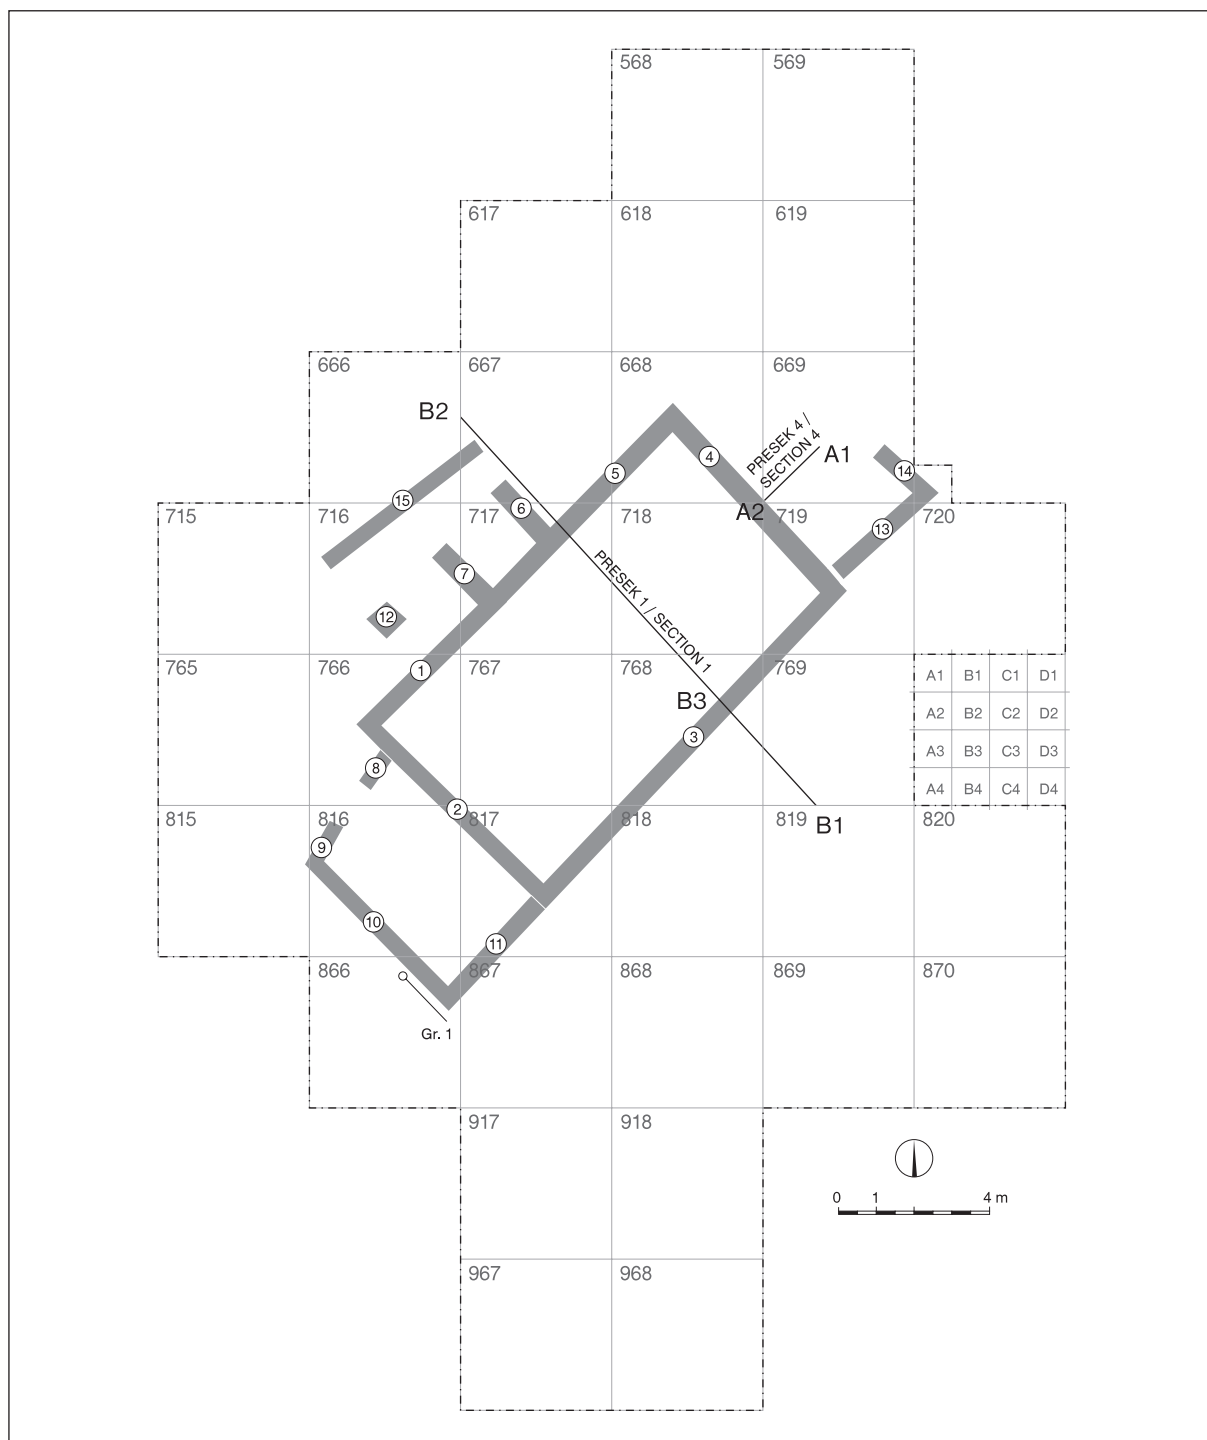 568 569
617 618 619
666 667 668 669
B2
PRESEK 4 /
SECTION 4
A1
4
5
14
15
A2
715 716 717 718 719 720
6
13
7
PRESEK 1 / SECTION 1
12
765 766 767 768 769
1
A1 B1 C1 D1
B3
A2 B2 C2 D2
3
A3 B3 C3 D3
8
A4 B4 C4 D4
2
815 816 817 818 819 820
B1
9
10
11
866 867 868 869 870
Gr. 1
917 918
0 1 4 m
967 968